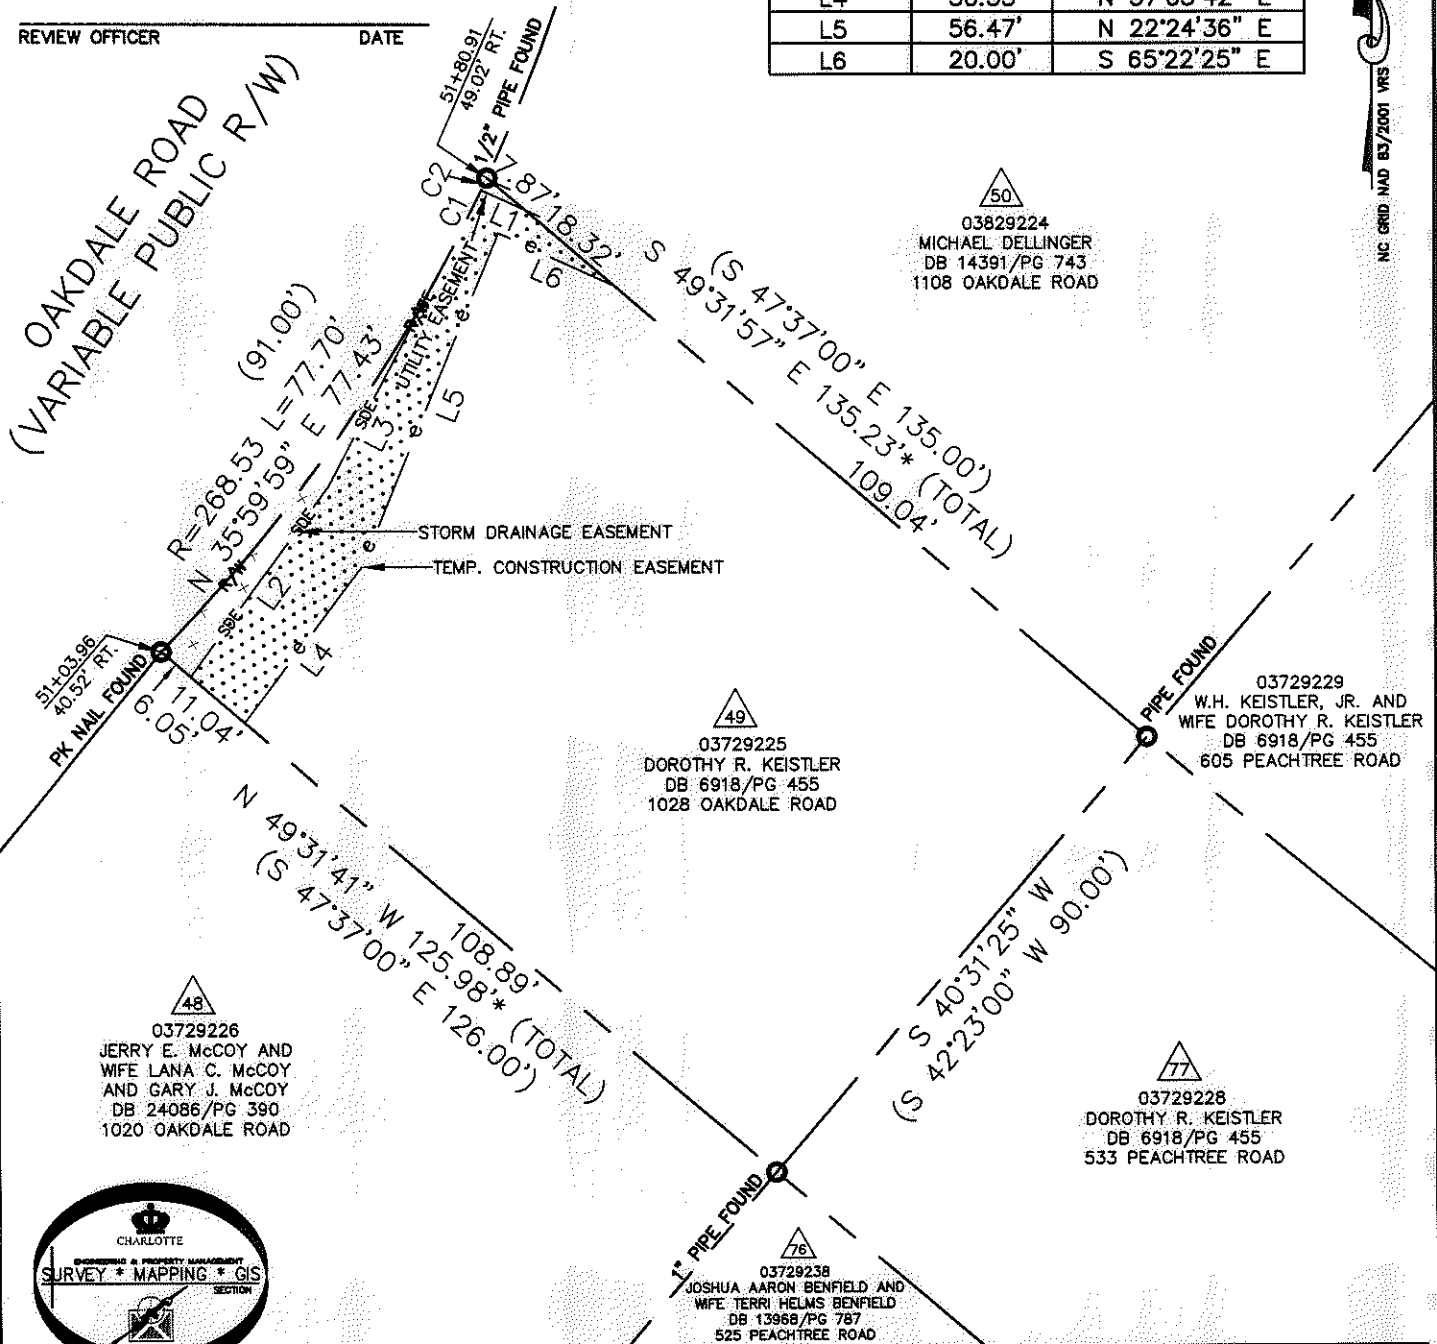 REVIEW OFFICER DATE
L5 56.47' N 22°24'36" E
L6 20.00' S 65°22'25" E
NC GRID NAD 83/2001 VRS
OAKDALE ROAD
(VARIABLE PUBLIC R/W)
51+80.91
49.02' RT.
1/2" PIPE FOUND
C2
C1
7.87'
18.32'
L1
L6
UTILITY EASEMENT
S 49°31'57" E 135.23'* (TOTAL)
(S 47°37'00" E 135.00')
109.04'
50
03829224
MICHAEL DELLINGER
DB 14391/PG 743
1108 OAKDALE ROAD
(91.00')
R=268.53 L=77.70'
N 35°59'59" E 77.43'
R/W
SDE
L3
L5
e
e
e
SDE
STORM DRAINAGE EASEMENT
TEMP. CONSTRUCTION EASEMENT
e
R/W
L2
SDE
e
L4
51+03.96
40.52' RT.
PK NAIL FOUND
11.04'
6.05'
49
03729225
DOROTHY R. KEISTLER
DB 6918/PG 455
1028 OAKDALE ROAD
PIPE FOUND
03729229
W.H. KEISTLER, JR. AND
WIFE DOROTHY R. KEISTLER
DB 6918/PG 455
605 PEACHTREE ROAD
108.89'
N 49°31'41" W 125.98'* (TOTAL)
(S 47°37'00" E 126.00')
S 40°31'25" W
(S 42°23'00" W 90.00')
48
03729226
JERRY E. McCOY AND
WIFE LANA C. McCOY
AND GARY J. McCOY
DB 24086/PG 390
1020 OAKDALE ROAD
77
03729228
DOROTHY R. KEISTLER
DB 6918/PG 455
533 PEACHTREE ROAD
1" PIPE FOUND
76
03729238
JOSHUA AARON BENFIELD AND
WIFE TERRI HELMS BENFIELD
DB 13968/PG 787
525 PEACHTREE ROAD
CHARLOTTE
ENGINEERING & PROPERTY MANAGEMENT
SURVEY * MAPPING * GIS
SECTION